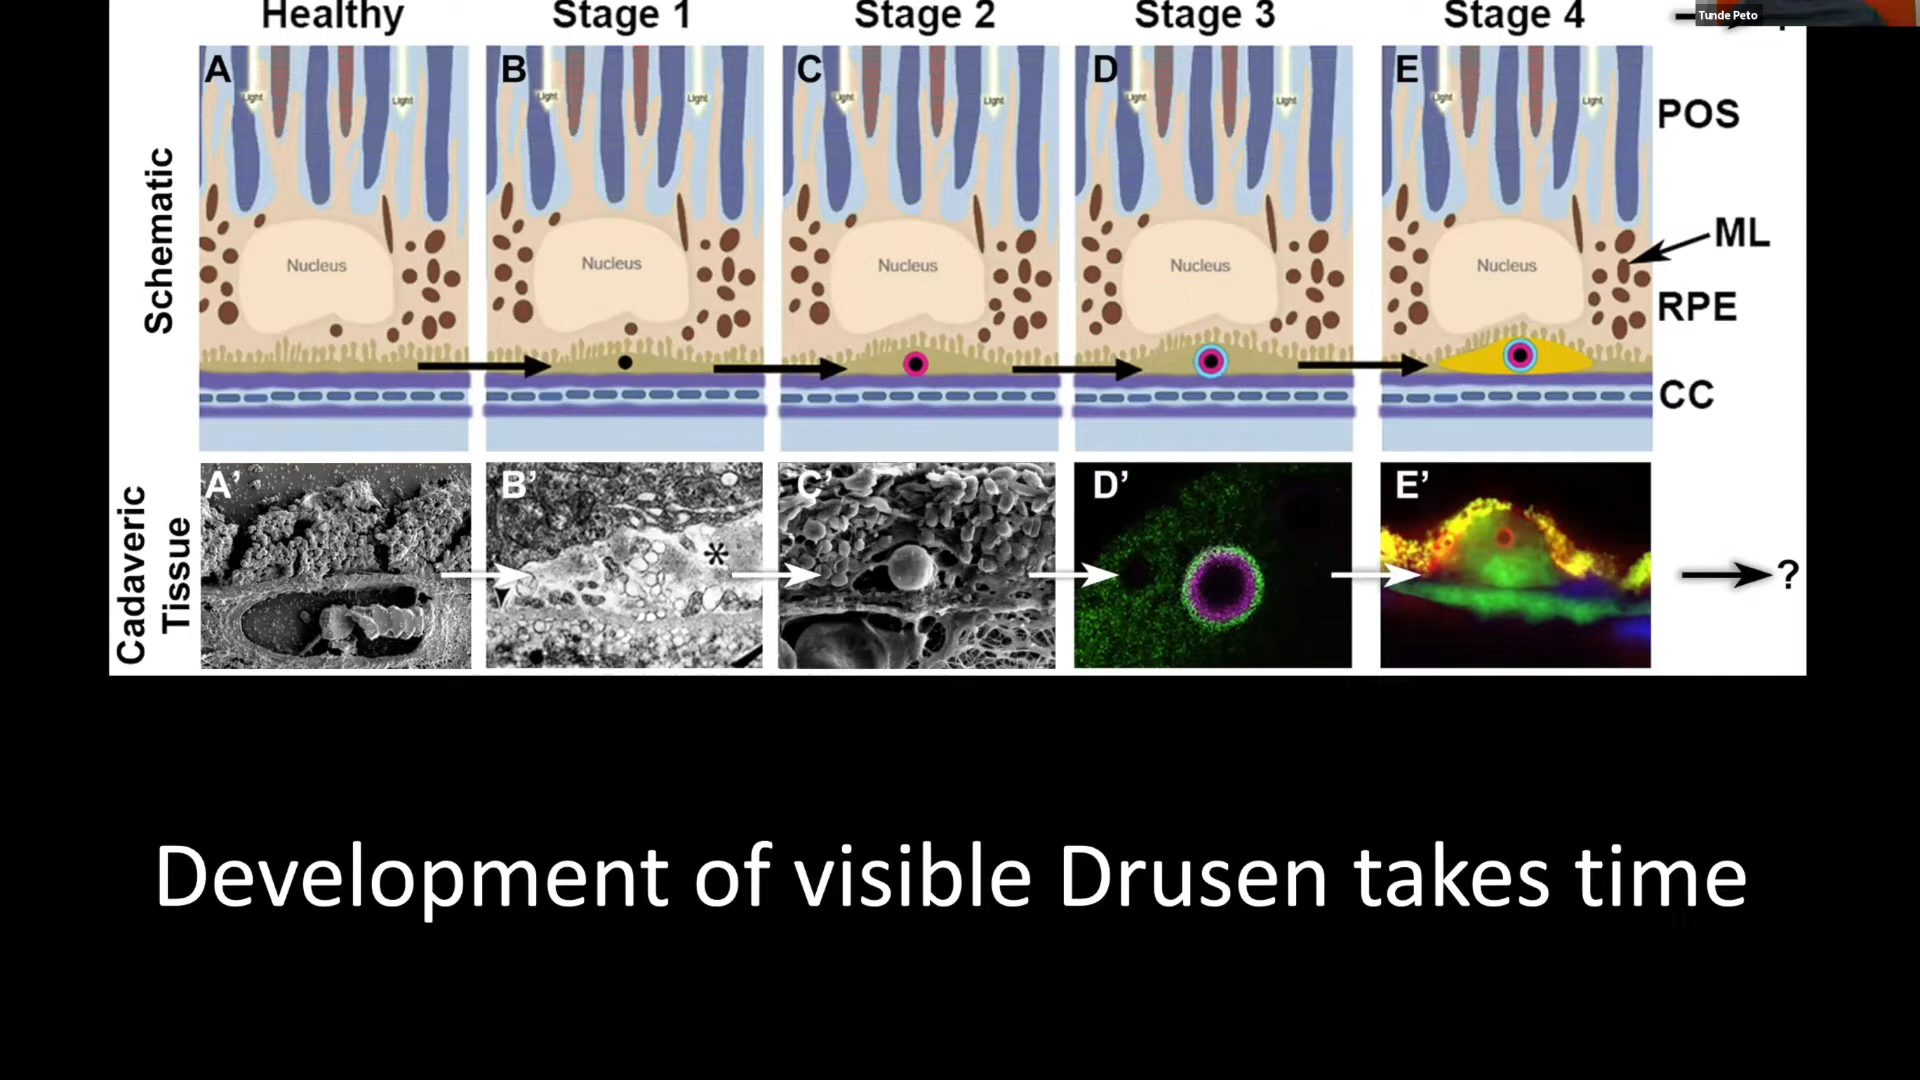 Healthy
Stage 1
Stage 2
Stage 3
Stage 4
Tunde Peto
A
B
C
D
E
Light
Light
Light
Light
Light
Light
Light
Light
Light
Light
POS
Schematic
ML
Nucleus
Nucleus
Nucleus
Nucleus
Nucleus
RPE
CC
Cadaveric
Tissue
A’
B’
C’
D’
E’
*
?
Development of visible Drusen takes time